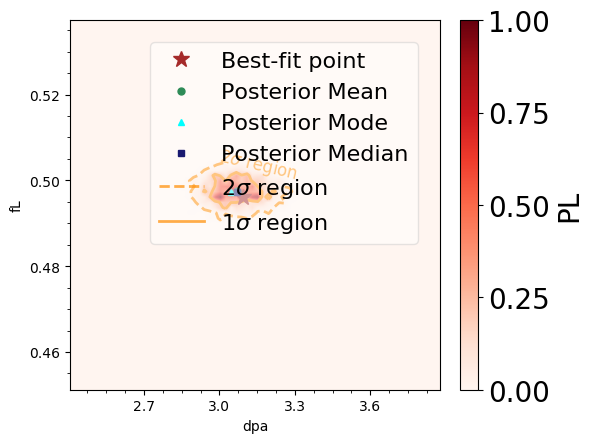 Best-fit point
Posterior Mean
Posterior Mode
Posterior Median
2σ region
2σ region
1σ region
0.52
0.50
0.48
0.46
fL
2.7
3.0
3.3
3.6
dpa
1.00
0.75
0.50
0.25
0.00
PL